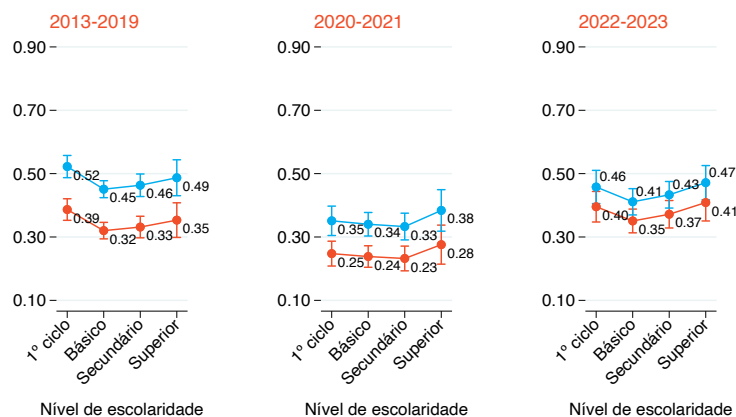 2013-2019
0.90
0.70
0.50
0.30
0.10
0.52
0.45
0.46
0.49
0.39
0.32
0.33
0.35
1º ciclo
Básico
Secundário
Superior
Nível de escolaridade
2020-2021
0.90
0.70
0.50
0.30
0.10
0.35
0.34
0.33
0.38
0.25
0.24
0.23
0.28
1º ciclo
Básico
Secundário
Superior
Nível de escolaridade
2022-2023
0.90
0.70
0.50
0.30
0.10
0.46
0.41
0.43
0.47
0.40
0.35
0.37
0.41
1º ciclo
Básico
Secundário
Superior
Nível de escolaridade